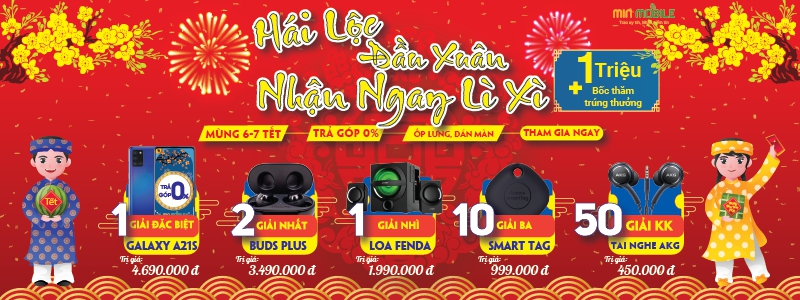 min mobile
Hái Lộc
Đầu Xuân
Nhận Ngay Lì Xì
+1 Triệu
Bốc thăm
trúng thưởng
MÙNG 6-7 TẾT
TRẢ GÓP 0%
ỐP LƯNG, DÁN MÀN
THAM GIA NGAY
Tết
TRẢ GÓP 0%
AKG
AKG
1 GIẢI ĐẶC BIỆT
GALAXY A21S
Trị giá:
4.690.000 đ
2 GIẢI NHẤT
BUDS PLUS
Trị giá:
3.490.000 đ
1 GIẢI NHÌ
LOA FENDA
Trị giá:
1.990.000 đ
10 GIẢI BA
SMART TAG
Trị giá:
999.000 đ
50 GIẢI KK
TAI NGHE AKG
Trị giá:
450.000 đ